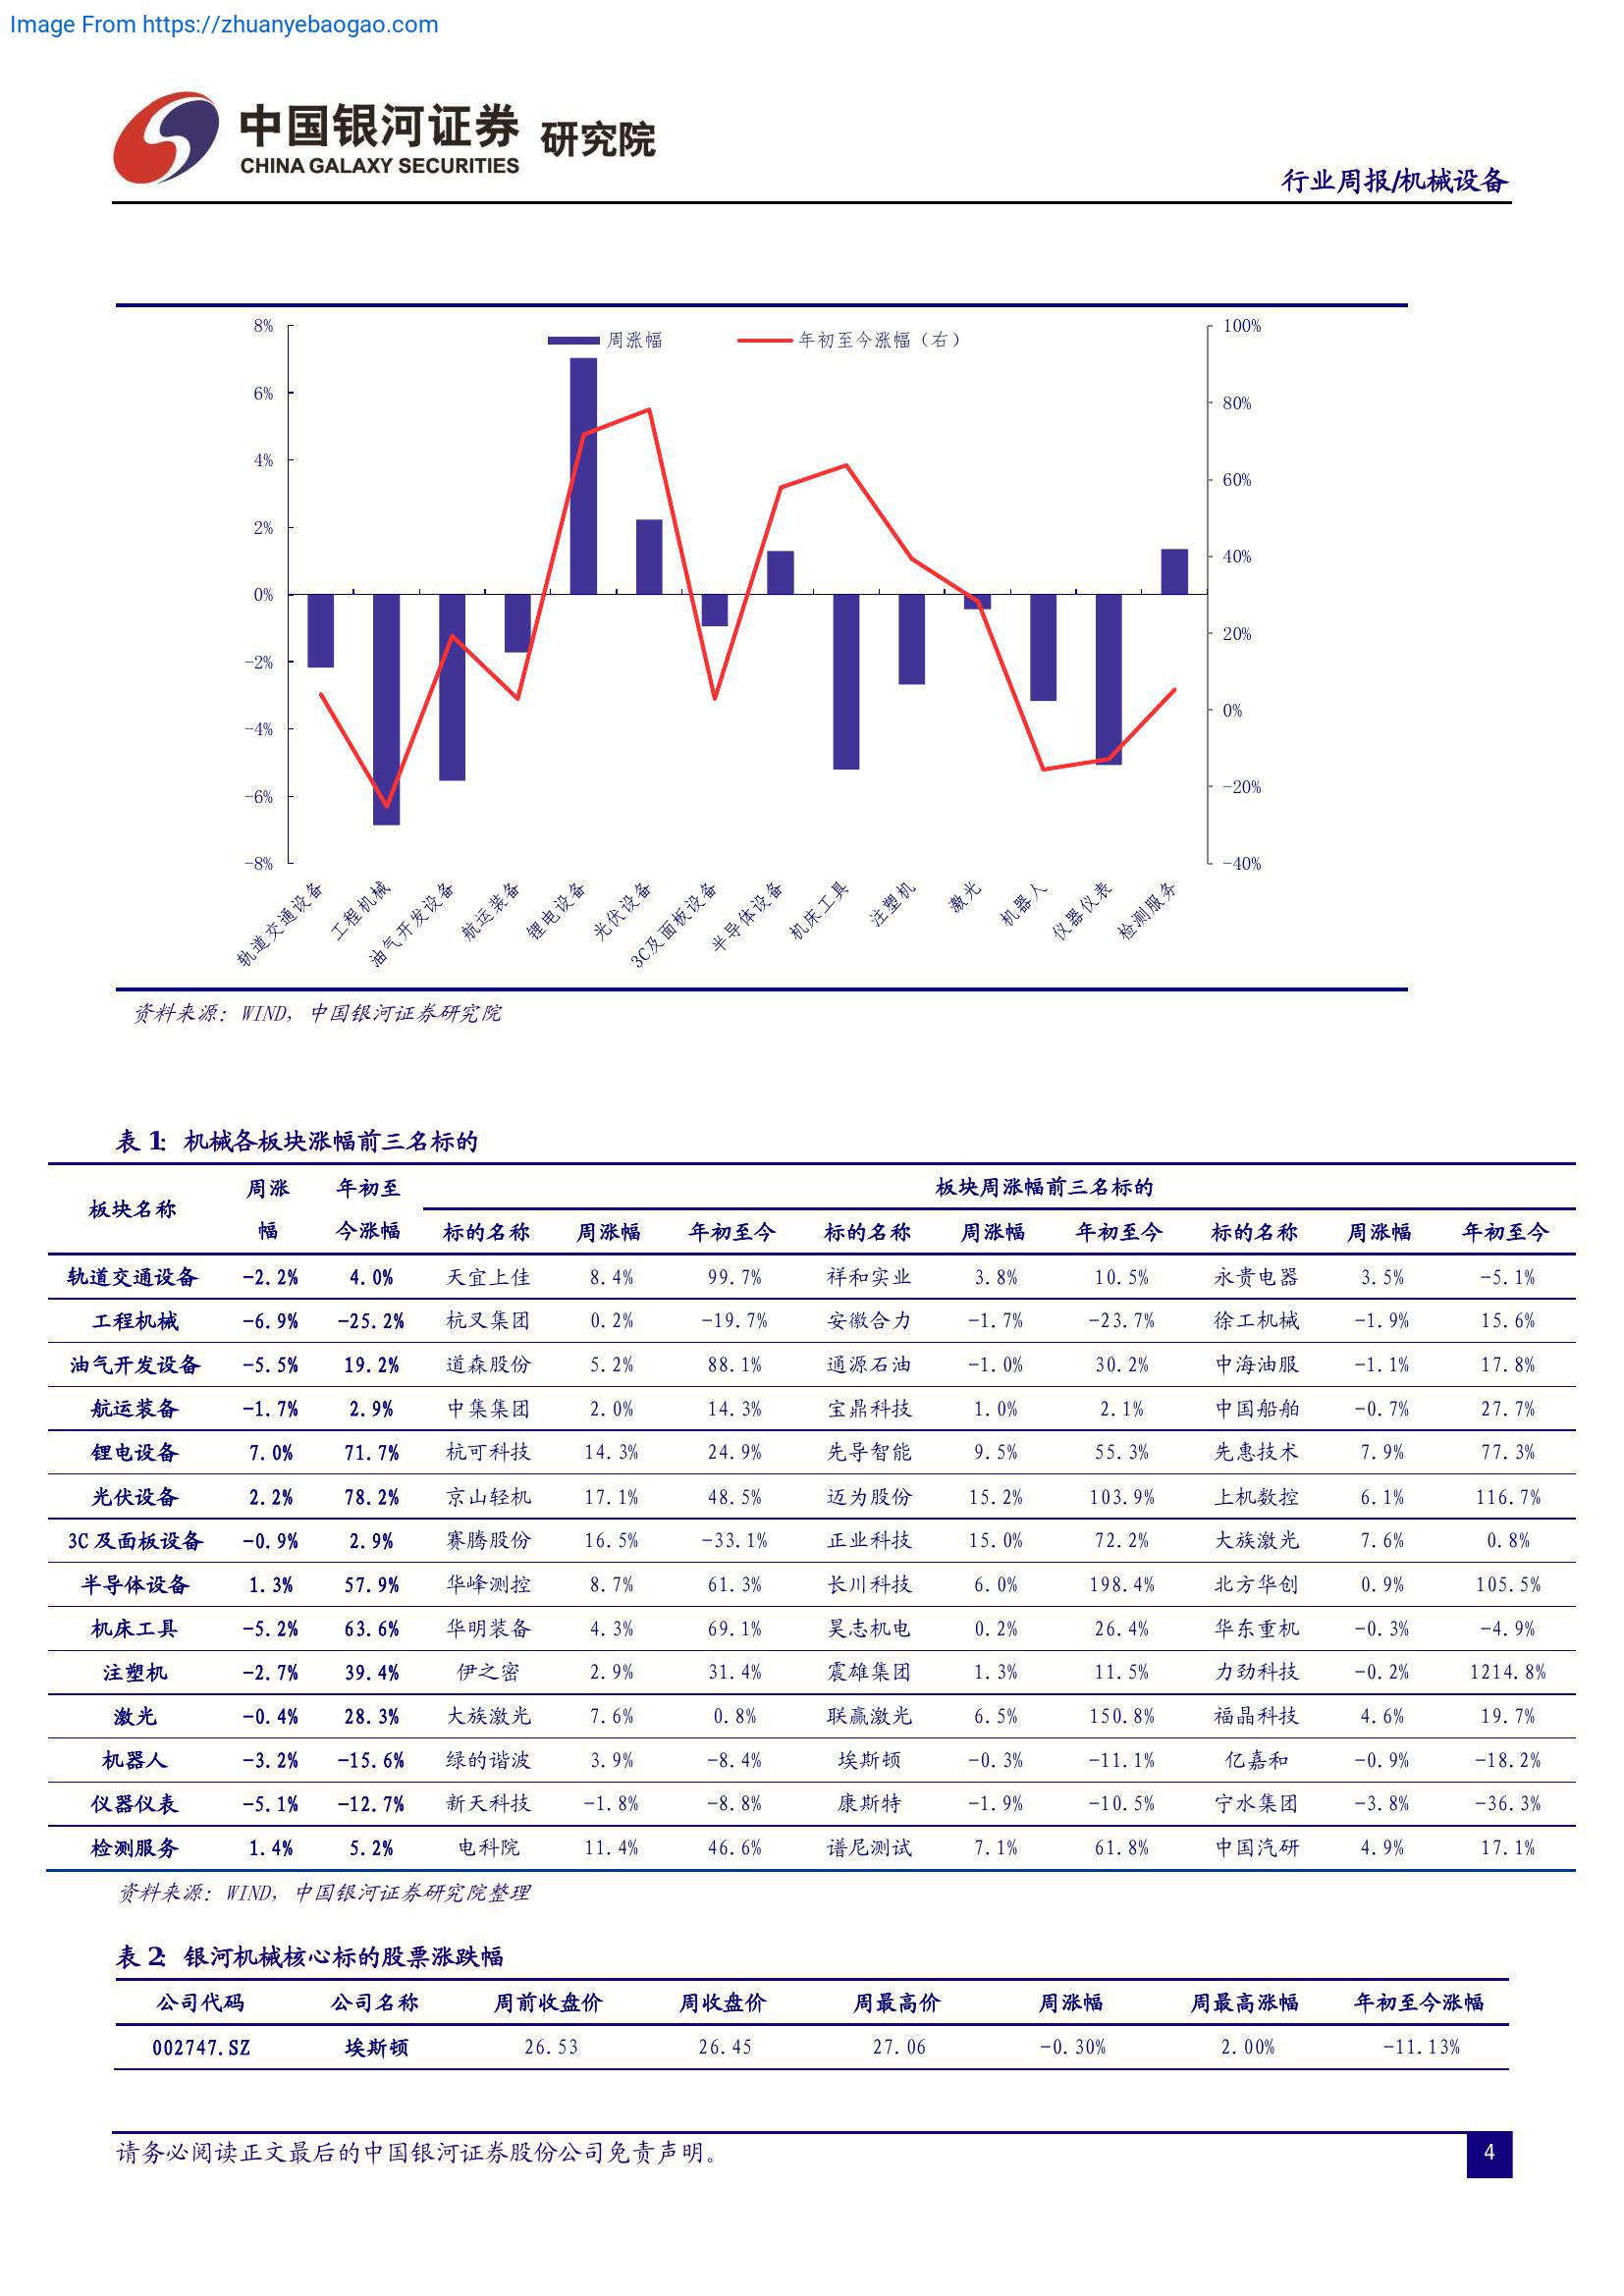 Image From https://zhuanyebaogao.com
中国银河证券 研究院
CHINA GALAXY SECURITIES
行业周报/机械设备
周涨幅 年初至今涨幅（右）
8% 100%
6% 80%
4% 60%
2% 40%
0% 20%
-2% 0%
-4% -20%
-6% -40%
-8%
轨道交通设备 工程机械 油气开发设备 航运装备 锂电设备 光伏设备 3C及面板设备 半导体设备 机床工具 注塑机 激光 机器人 仪器仪表 检测服务
资料来源：WIND，中国银河证券研究院
表 1： 机械各板块涨幅前三名标的
板块名称 周涨幅 年初至今涨幅 板块周涨幅前三名标的
标的名称 周涨幅 年初至今 标的名称 周涨幅 年初至今 标的名称 周涨幅 年初至今
轨道交通设备 -2.2% 4.0% 天宜上佳 8.4% 99.7% 祥和实业 3.8% 10.5% 永贵电器 3.5% -5.1%
工程机械 -6.9% -25.2% 杭叉集团 0.2% -19.7% 安徽合力 -1.7% -23.7% 徐工机械 -1.9% 15.6%
油气开发设备 -5.5% 19.2% 道森股份 5.2% 88.1% 通源石油 -1.0% 30.2% 中海油服 -1.1% 17.8%
航运装备 -1.7% 2.9% 中集集团 2.0% 14.3% 宝鼎科技 1.0% 2.1% 中国船舶 -0.7% 27.7%
锂电设备 7.0% 71.7% 杭可科技 14.3% 24.9% 先导智能 9.5% 55.3% 先惠技术 7.9% 77.3%
光伏设备 2.2% 78.2% 京山轻机 17.1% 48.5% 迈为股份 15.2% 103.9% 上机数控 6.1% 116.7%
3C 及面板设备 -0.9% 2.9% 赛腾股份 16.5% -33.1% 正业科技 15.0% 72.2% 大族激光 7.6% 0.8%
半导体设备 1.3% 57.9% 华峰测控 8.7% 61.3% 长川科技 6.0% 198.4% 北方华创 0.9% 105.5%
机床工具 -5.2% 63.6% 华明装备 4.3% 69.1% 昊志机电 0.2% 26.4% 华东重机 -0.3% -4.9%
注塑机 -2.7% 39.4% 伊之密 2.9% 31.4% 震雄集团 1.3% 11.5% 力劲科技 -0.2% 1214.8%
激光 -0.4% 28.3% 大族激光 7.6% 0.8% 联赢激光 6.5% 150.8% 福晶科技 4.6% 19.7%
机器人 -3.2% -15.6% 绿的谐波 3.9% -8.4% 埃斯顿 -0.3% -11.1% 亿嘉和 -0.9% -18.2%
仪器仪表 -5.1% -12.7% 新天科技 -1.8% -8.8% 康斯特 -1.9% -10.5% 宁水集团 -3.8% -36.3%
检测服务 1.4% 5.2% 电科院 11.4% 46.6% 谱尼测试 7.1% 61.8% 中国汽研 4.9% 17.1%
资料来源：WIND，中国银河证券研究院整理
表 2： 银河机械核心标的股票涨跌幅
公司代码 公司名称 周前收盘价 周收盘价 周最高价 周涨幅 周最高涨幅 年初至今涨幅
002747.SZ 埃斯顿 26.53 26.45 27.06 -0.30% 2.00% -11.13%
请务必阅读正文最后的中国银河证券股份公司免责声明。
4